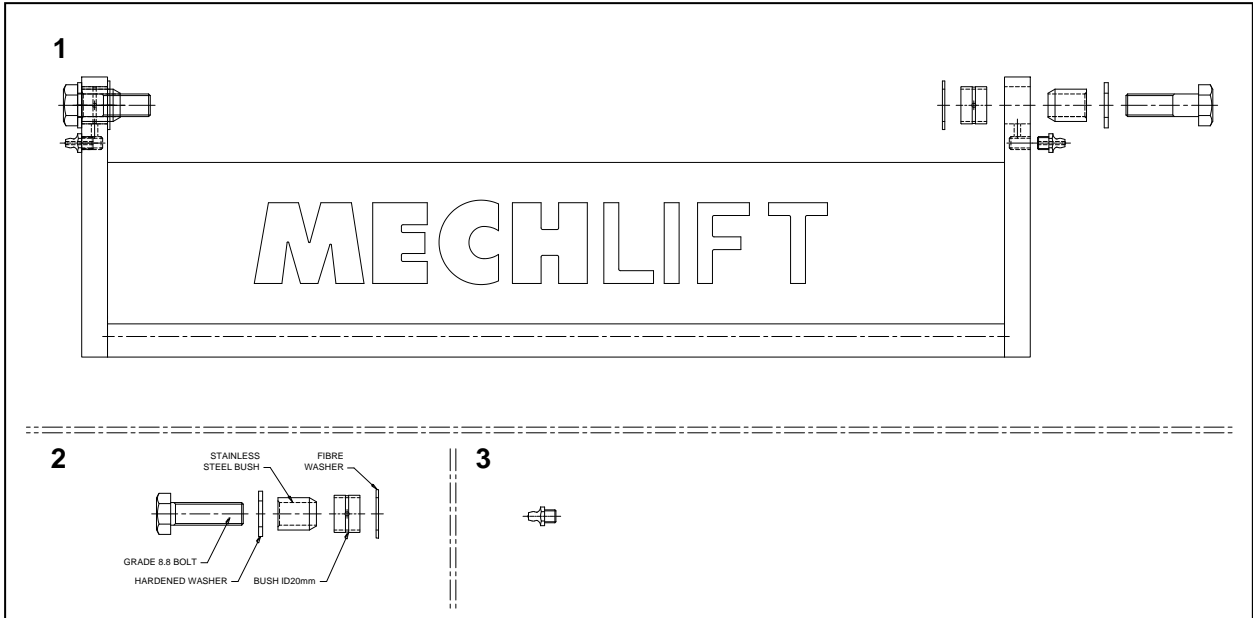 1
MECHLIFT
2
STAINLESS
STEEL BUSH
FIBRE
WASHER
GRADE 8.8 BOLT
HARDENED WASHER
BUSH ID20mm
3